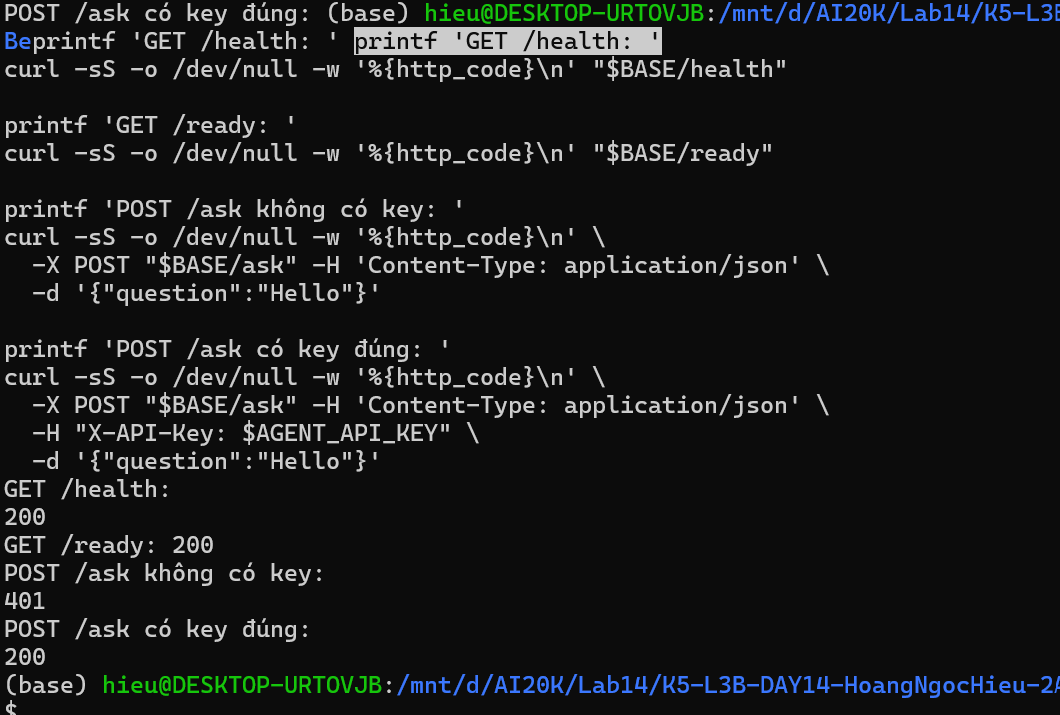 POST /ask có key đúng: (base) hieu@DESKTOP-URTOVJB:/mnt/d/AI20K/Lab14/K5-L3B
Beprintf 'GET /health: ' printf 'GET /health: '
curl -sS -o /dev/null -w '%{http_code}\n' "$BASE/health"

printf 'GET /ready: '
curl -sS -o /dev/null -w '%{http_code}\n' "$BASE/ready"

printf 'POST /ask không có key: '
curl -sS -o /dev/null -w '%{http_code}\n' \
  -X POST "$BASE/ask" -H 'Content-Type: application/json' \
  -d '{"question":"Hello"}'

printf 'POST /ask có key đúng: '
curl -sS -o /dev/null -w '%{http_code}\n' \
  -X POST "$BASE/ask" -H 'Content-Type: application/json' \
  -H "X-API-Key: $AGENT_API_KEY" \
  -d '{"question":"Hello"}'
GET /health:
200
GET /ready: 200
POST /ask không có key:
401
POST /ask có key đúng:
200
(base) hieu@DESKTOP-URTOVJB:/mnt/d/AI20K/Lab14/K5-L3B-DAY14-HoangNgocHieu-2A
$